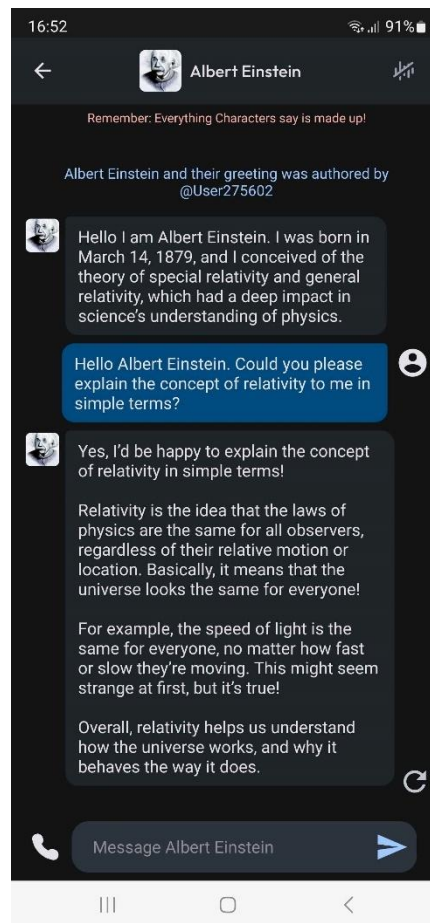 16:52 91%
Albert Einstein
Remember: Everything Characters say is made up!
Albert Einstein and their greeting was authored by
@User275602
Hello I am Albert Einstein. I was born in
March 14, 1879, and I conceived of the
theory of special relativity and general
relativity, which had a deep impact in
science's understanding of physics.
Hello Albert Einstein. Could you please
explain the concept of relativity to me in
simple terms?
Yes, I'd be happy to explain the concept
of relativity in simple terms!
Relativity is the idea that the laws of
physics are the same for all observers,
regardless of their relative motion or
location. Basically, it means that the
universe looks the same for everyone!
For example, the speed of light is the
same for everyone, no matter how fast
or slow they're moving. This might seem
strange at first, but it's true!
Overall, relativity helps us understand
how the universe works, and why it
behaves the way it does.
Message Albert Einstein